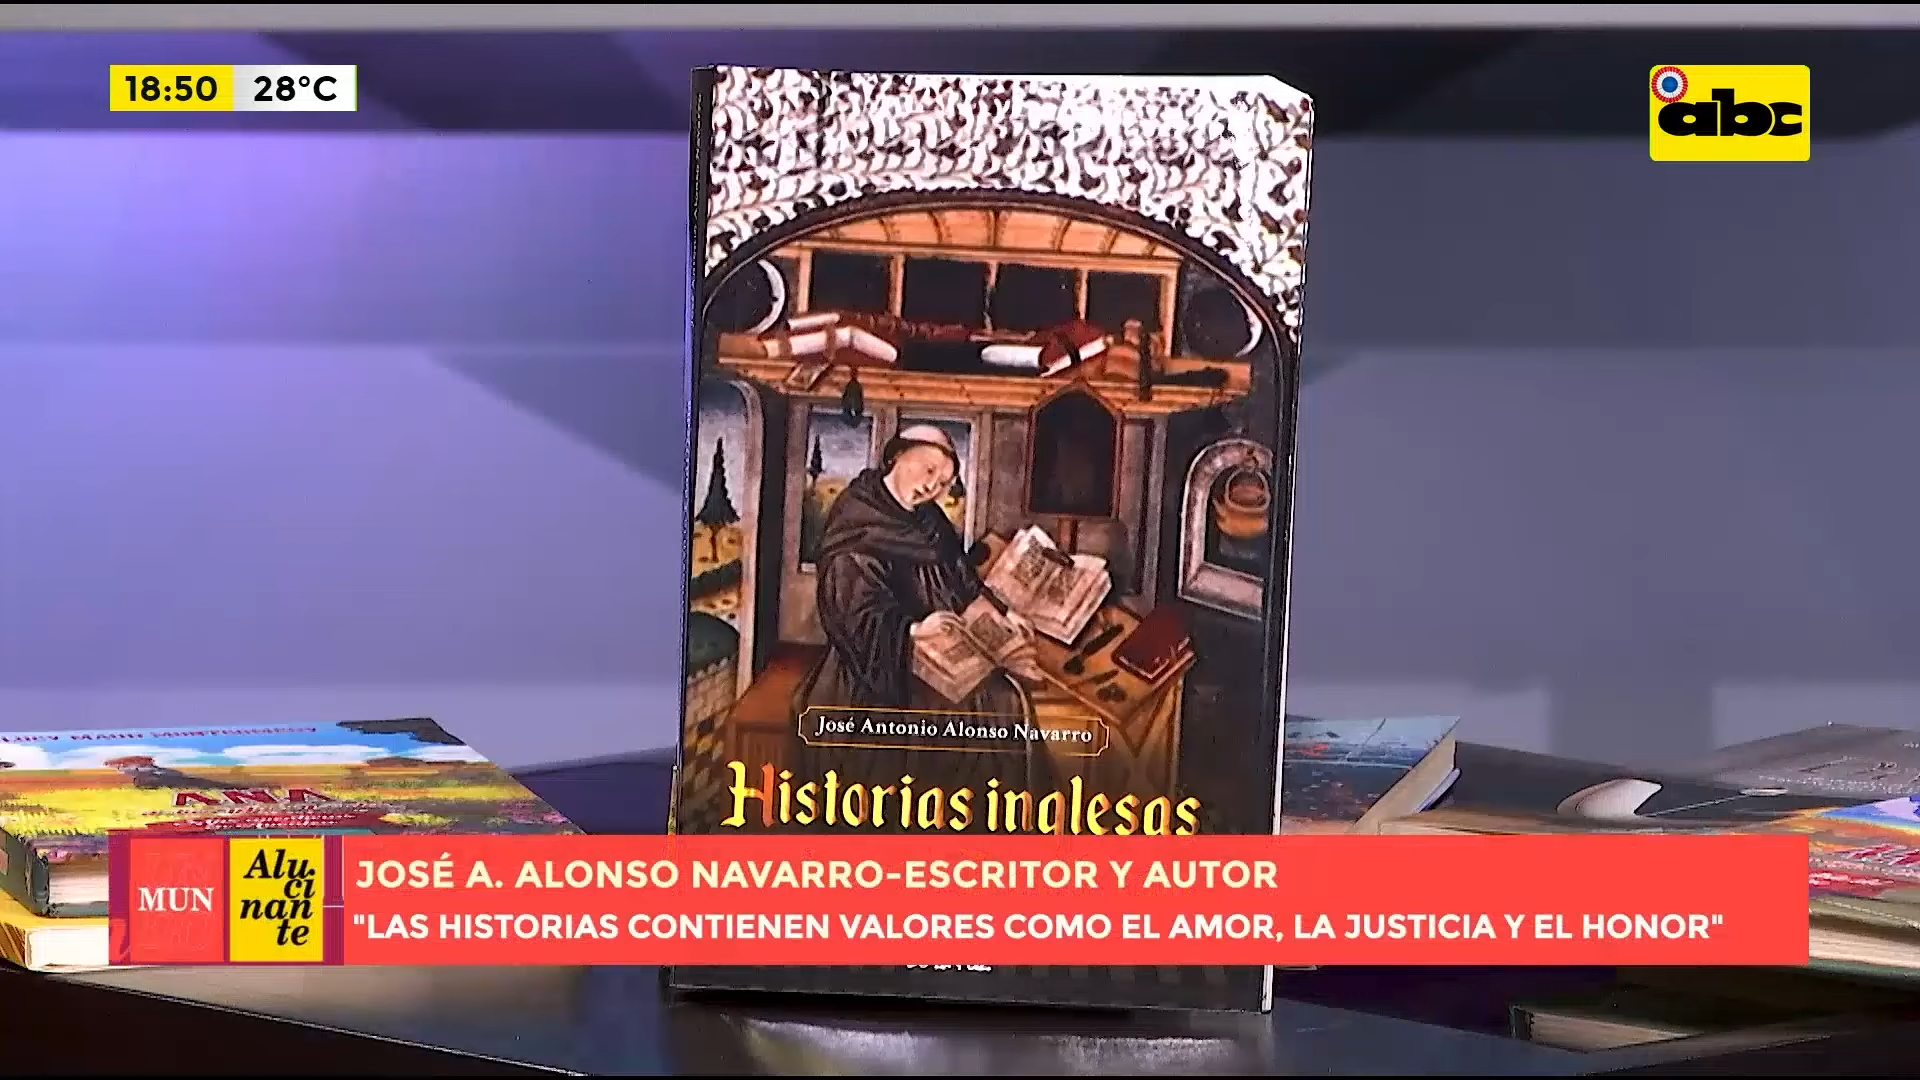 18:50 28°C
abc
José Antonio Alonso Navarro
Historias inglesas
ANA
MUN
Alu.
ci
nan
te
JOSÉ A. ALONSO NAVARRO-ESCRITOR Y AUTOR
"LAS HISTORIAS CONTIENEN VALORES COMO EL AMOR, LA JUSTICIA Y EL HONOR"